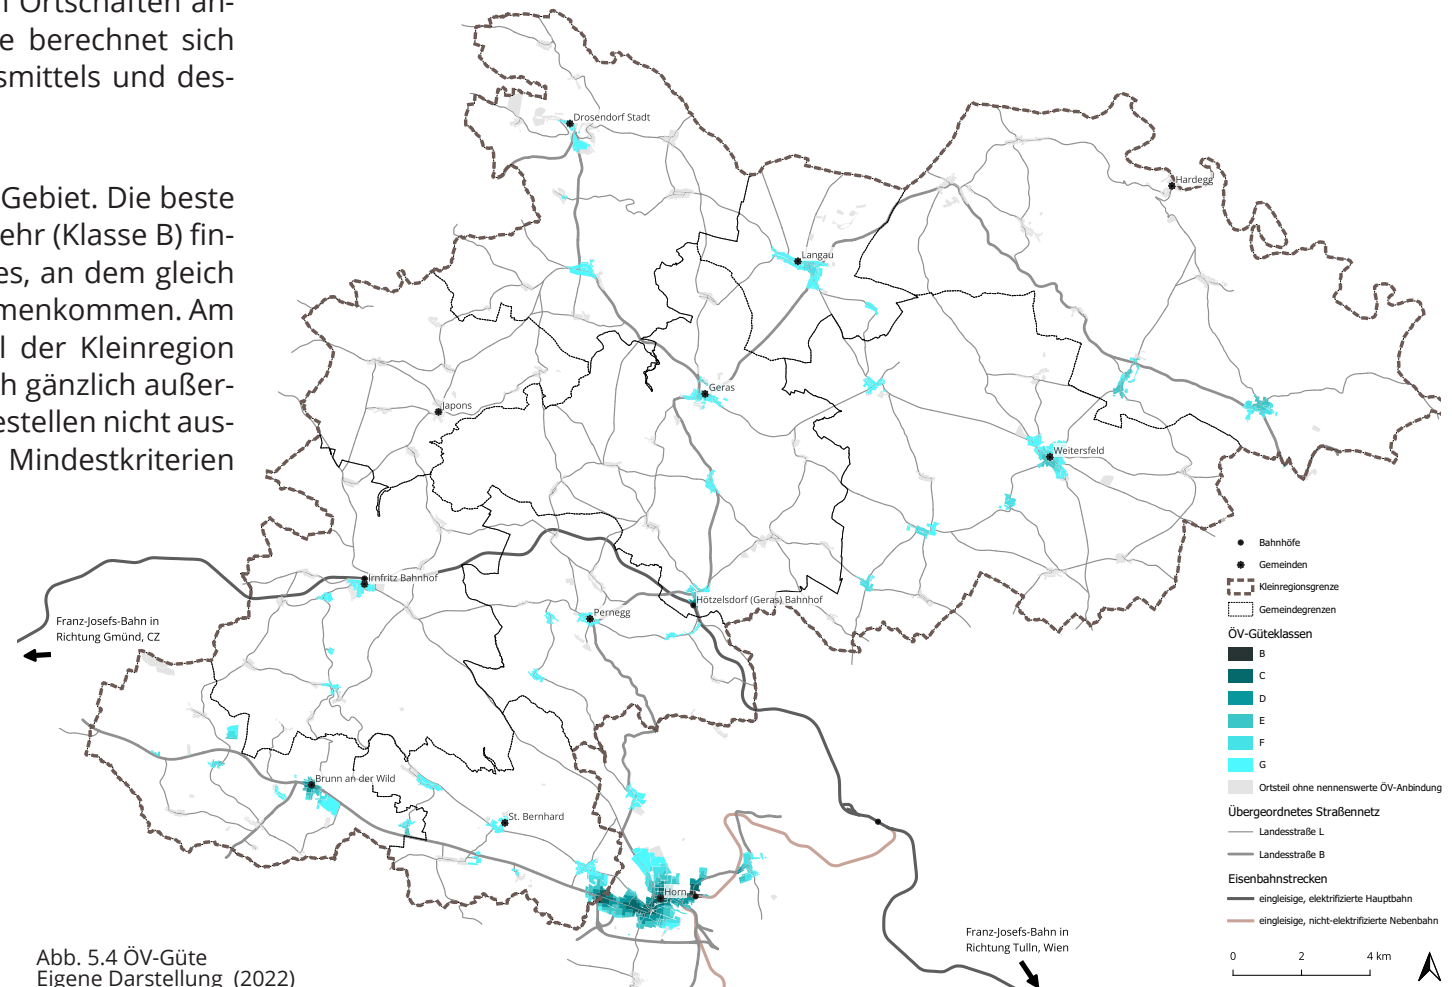 n Ortschaften an-
e berechnet sich
smittels und des-
Gebiet. Die beste
ehr (Klasse B) fin-
es, an dem gleich
menkommen. Am
l der Kleinregion
h gänzlich außer-
estellen nicht aus-
Mindestkriterien
Drosendorf Stadt
Hardegg
Langau
Geras
Japons
Weitersfeld
Irnfritz Bahnhof
Hötzelsdorf (Geras) Bahnhof
Pernegg
Franz-Josefs-Bahn in
Richtung Gmünd, CZ
Brunn an der Wild
St. Bernhard
Horn
Franz-Josefs-Bahn in
Richtung Tulln, Wien
Bahnhöfe
Gemeinden
Kleinregionsgrenze
Gemeindegrenzen
ÖV-Güteklassen
B
C
D
E
F
G
Ortsteil ohne nennenswerte ÖV-Anbindung
Übergeordnetes Straßennetz
Landesstraße L
Landesstraße B
Eisenbahnstrecken
eingleisige, elektrifizierte Hauptbahn
eingleisige, nicht-elektrifizierte Nebenbahn
0 2 4 km
Abb. 5.4 ÖV-Güte
Eigene Darstellung (2022)